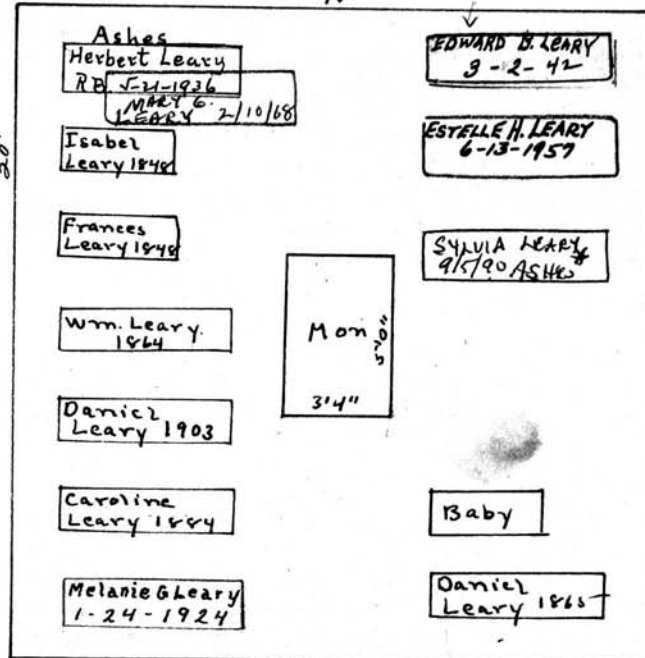 20'
Ashes
Herbert Leary
RB 5-21-1936
MARY G.
LEARY 2/10/68
Isabel
Leary 1848
Frances
Leary 1848
Wm. Leary.
1864
Daniel
Leary 1903
Caroline
Leary 1884
Melanie G Leary
1-24-1924
Mon
5'0"
3'4"
EDWARD B. LEARY
3-2-42
ESTELLE H. LEARY
6-13-1957
SYLVIA LEARY
9/5/90 ASHES
Baby
Daniel
Leary 1865